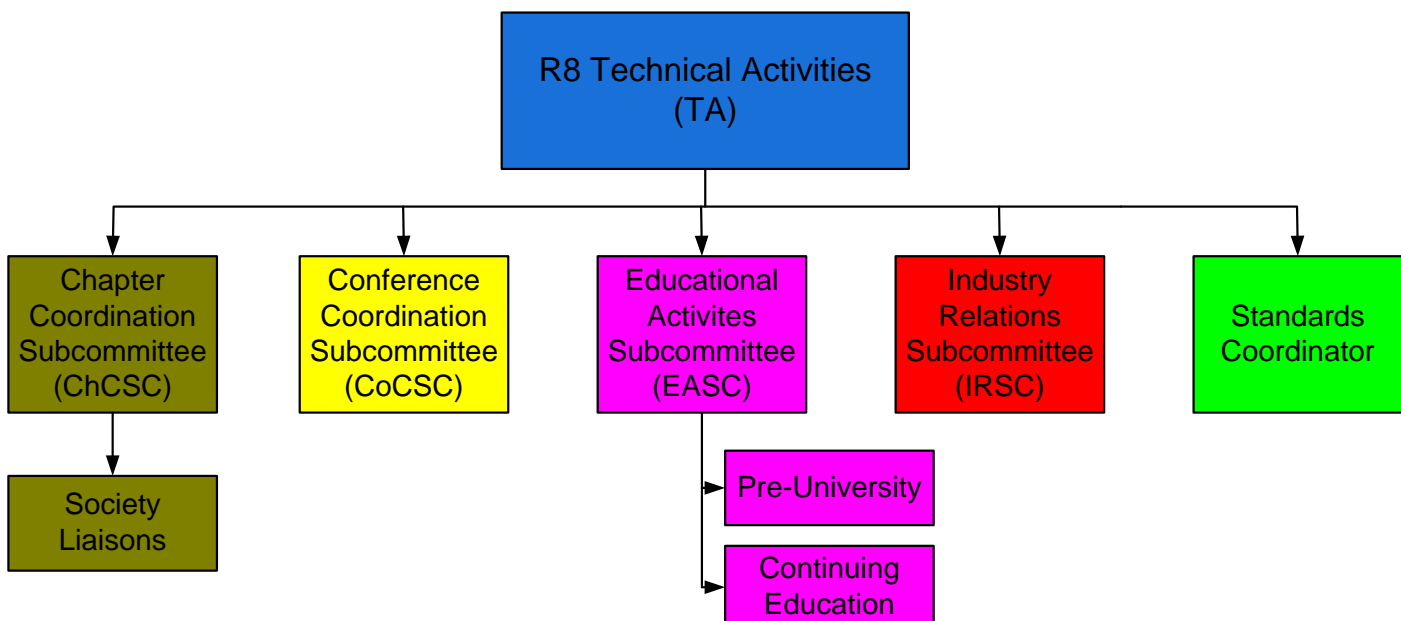 R8 Technical Activities
(TA)
Chapter
Coordination
Subcommittee
(ChCSC)
Conference
Coordination
Subcommittee
(CoCSC)
Educational
Activites
Subcommittee
(EASC)
Industry
Relations
Subcommittee
(IRSC)
Standards
Coordinator
Society
Liaisons
Pre-University
Continuing
Education